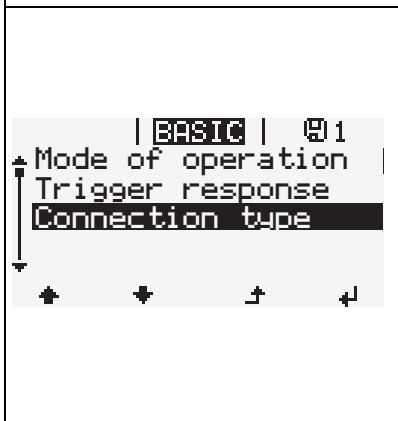 | BASIC | 1
Mode of operation
Trigger response
Connection type